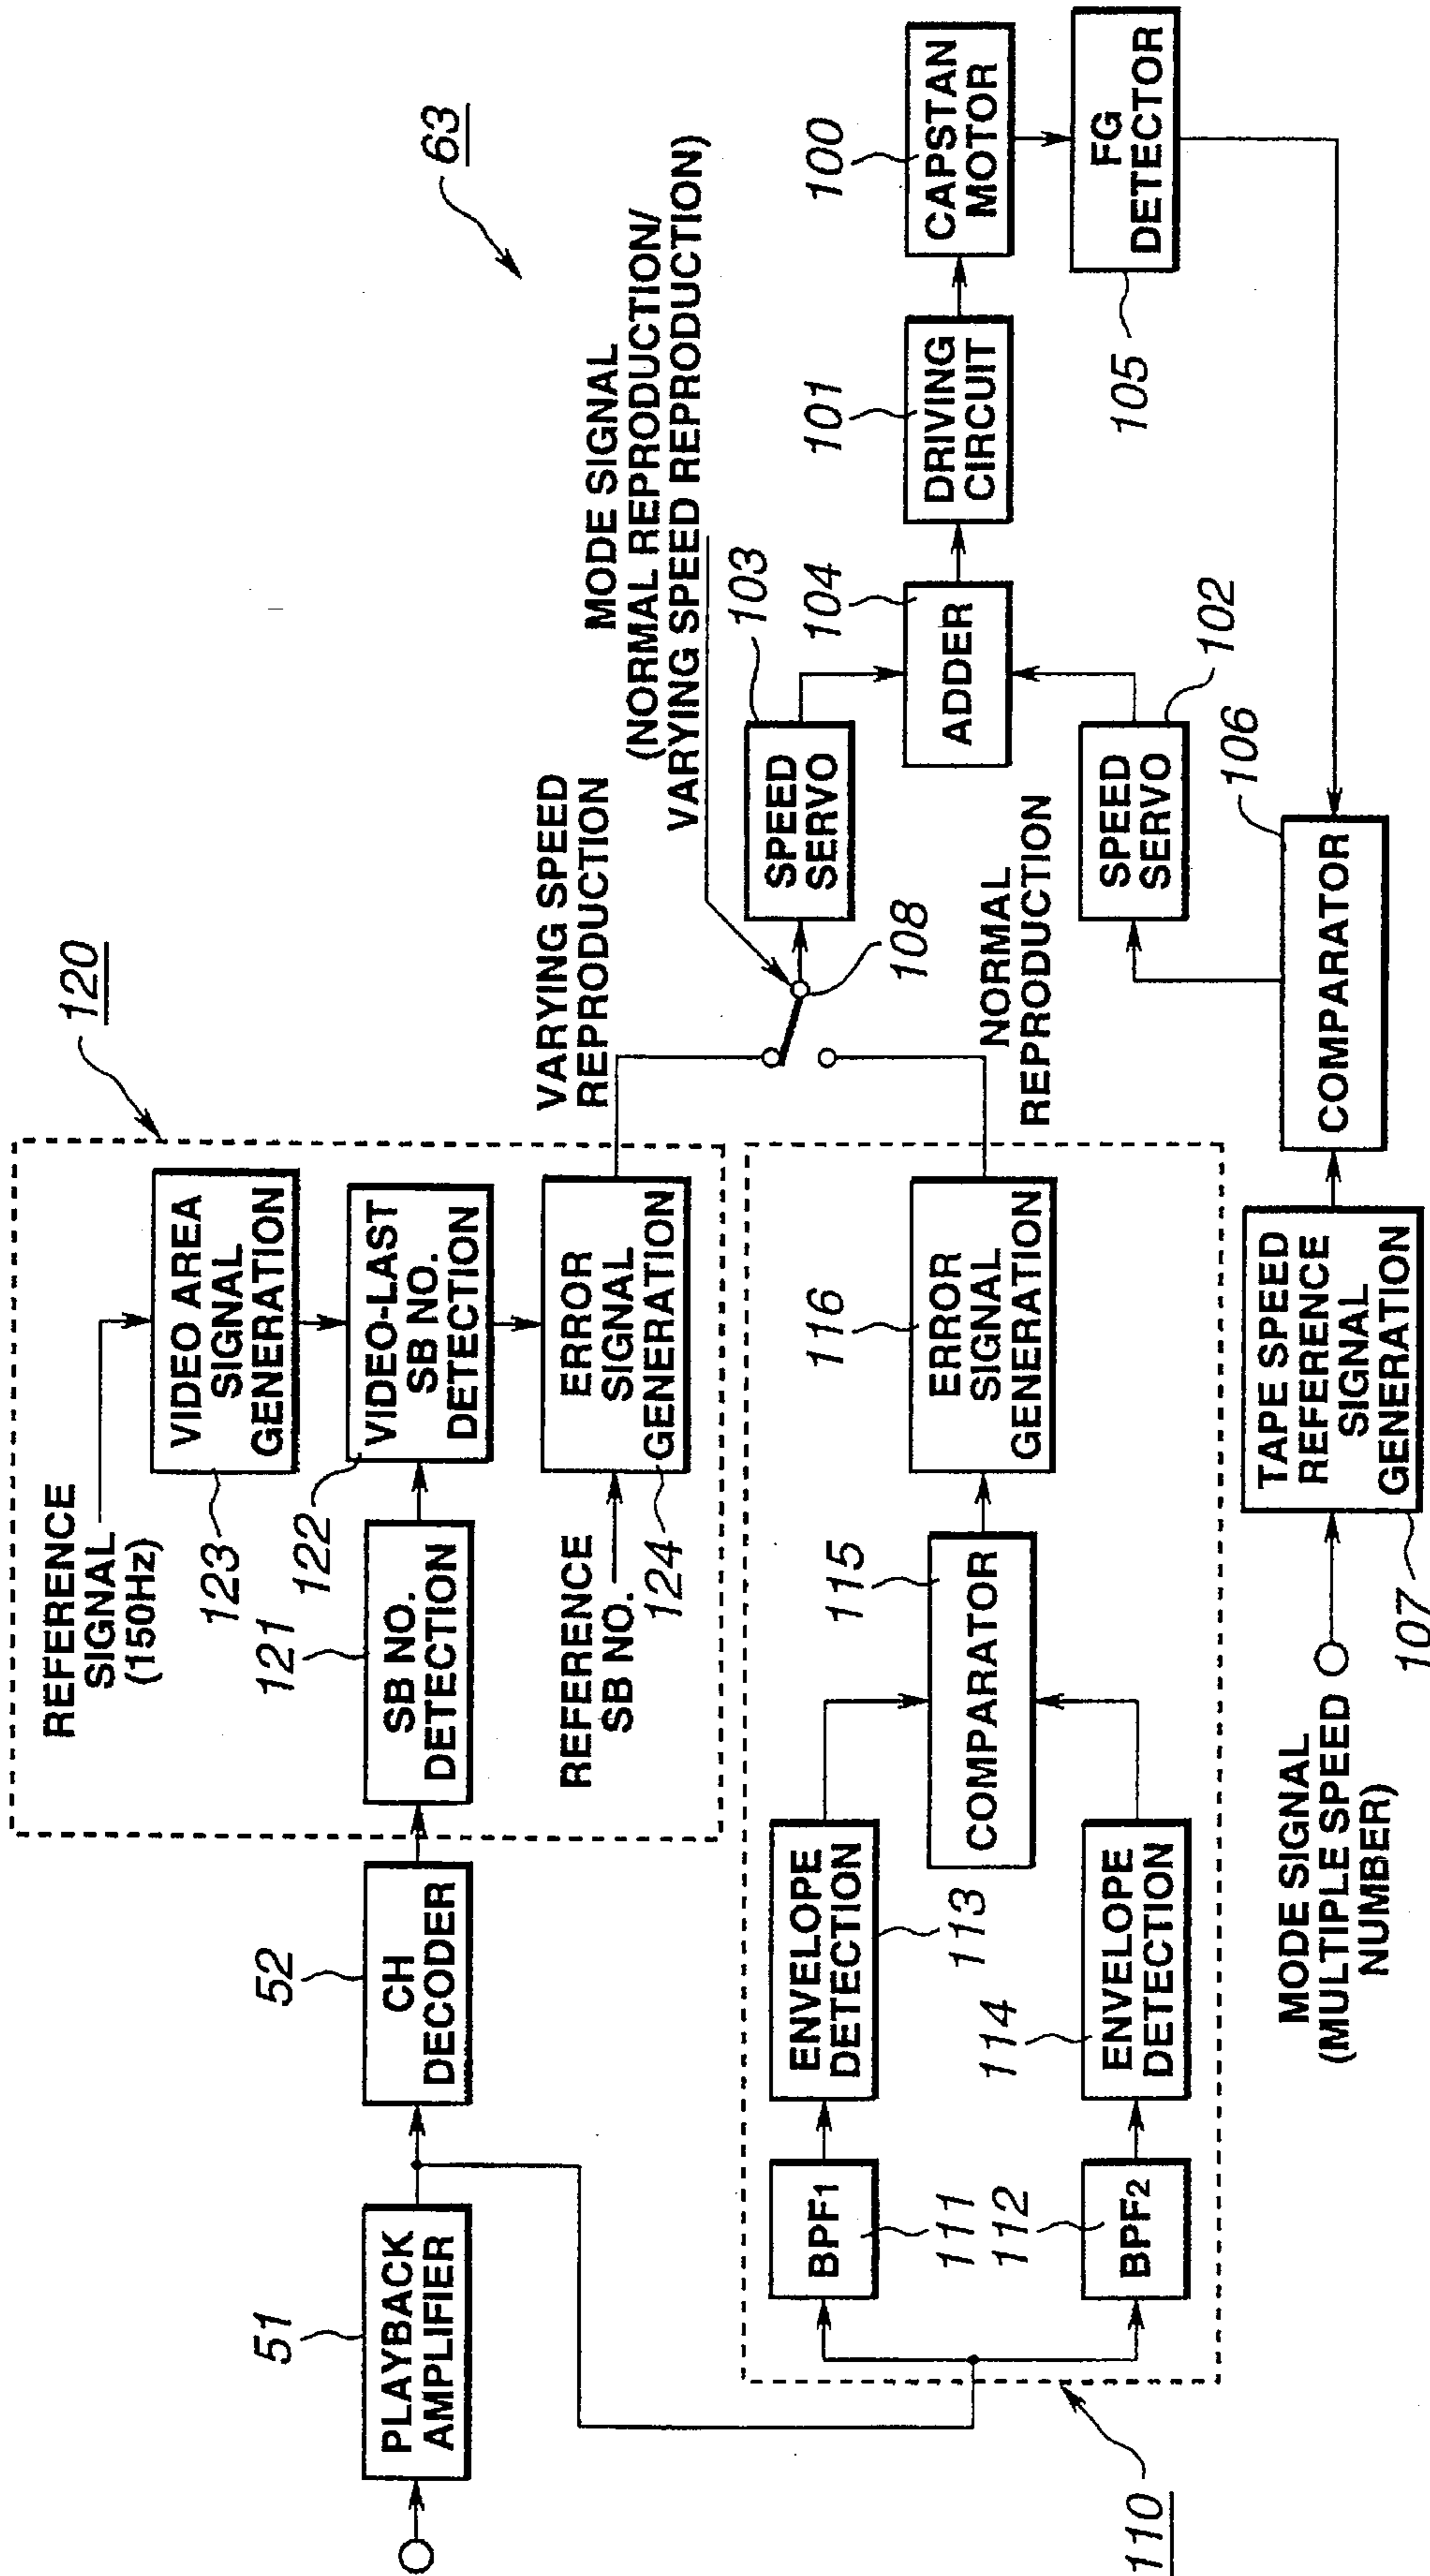 63
120
REFERENCE
SIGNAL
(150Hz)
VIDEO AREA
SIGNAL
GENERATION
123
51
PLAYBACK
AMPLIFIER
52
CH
DECODER
121
SB NO.
DETECTION
122
VIDEO-LAST
SB NO.
DETECTION
REFERENCE
SB NO.
ERROR
SIGNAL
GENERATION
124
VARYING SPEED
REPRODUCTION
MODE SIGNAL
(NORMAL REPRODUCTION/
VARYING SPEED REPRODUCTION)
108
103
SPEED
SERVO
NORMAL
REPRODUCTION
104
ADDER
101
DRIVING
CIRCUIT
100
CAPSTAN
MOTOR
FG
DETECTOR
105
110
BPF1
111
112
BPF2
ENVELOPE
DETECTION
113
114
ENVELOPE
DETECTION
115
COMPARATOR
116
ERROR
SIGNAL
GENERATION
SPEED
SERVO
102
106
COMPARATOR
MODE SIGNAL
(MULTIPLE SPEED
NUMBER)
TAPE SPEED
REFERENCE
SIGNAL
GENERATION
107